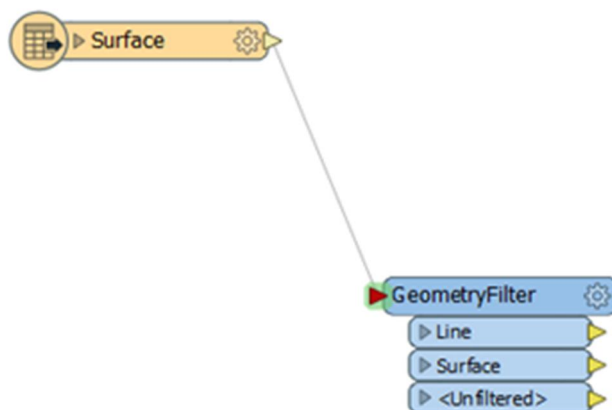 Surface
GeometryFilter
Line
Surface
<Unfiltered>